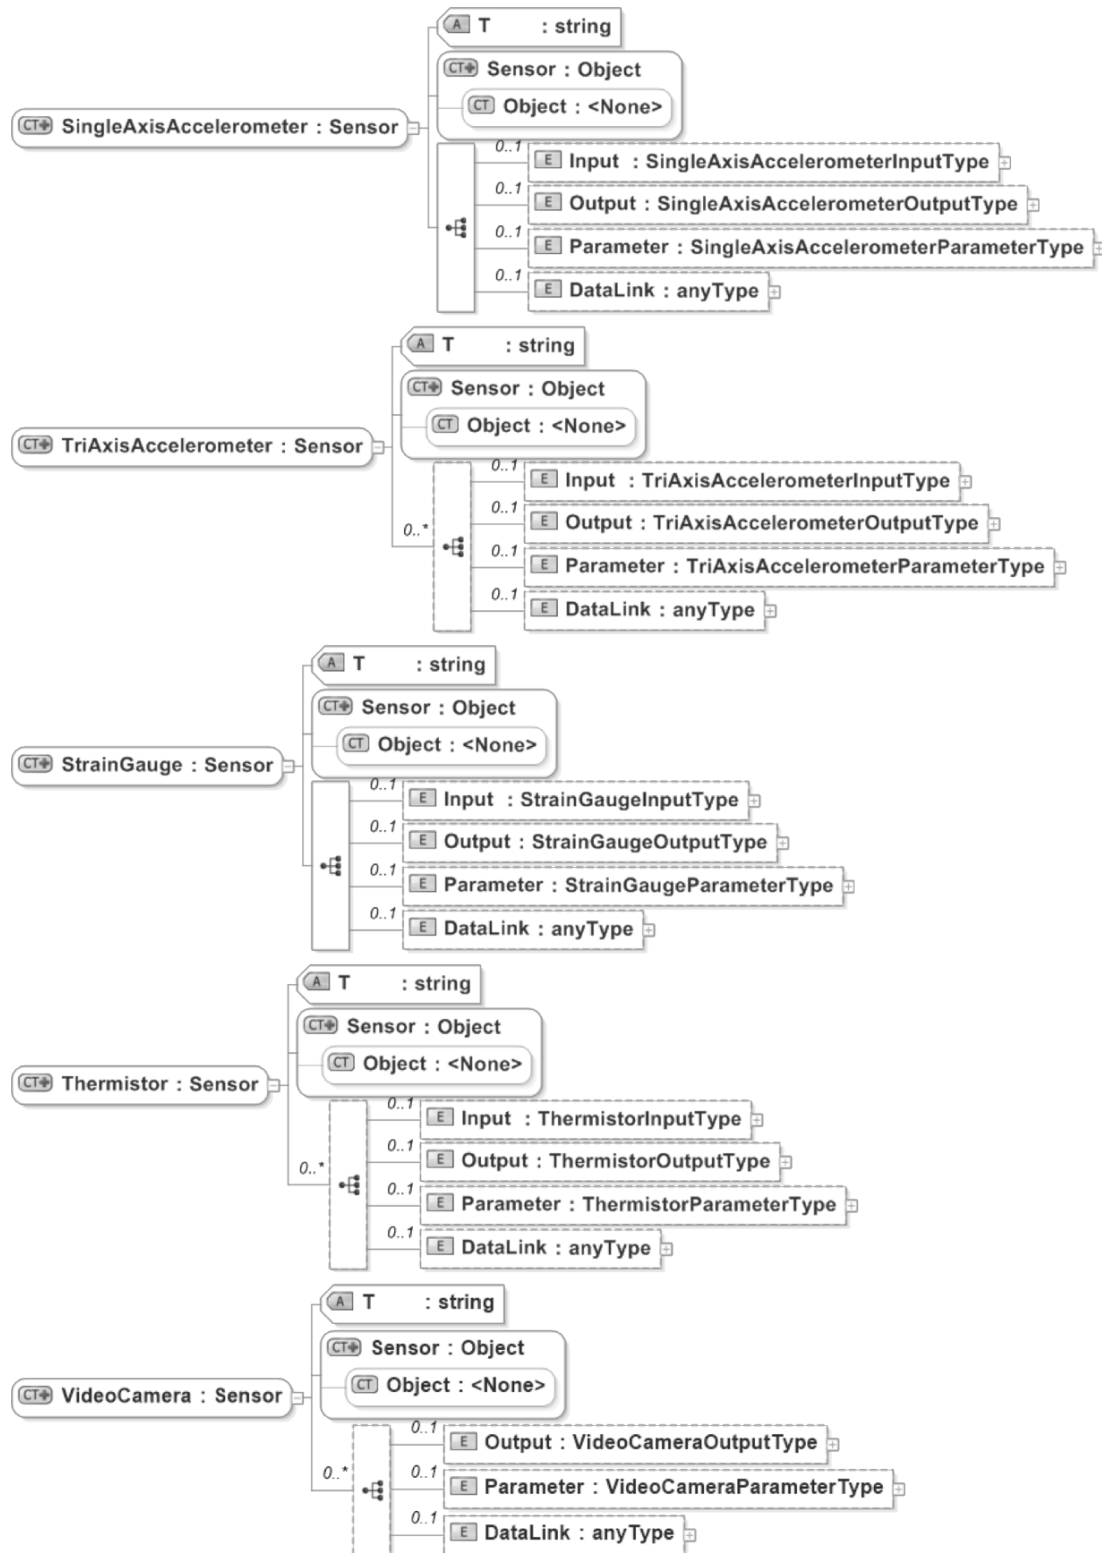 A T : string
CT+ Sensor : Object
CT Object : <None>
CT+ SingleAxisAccelerometer : Sensor
0..1 E Input : SingleAxisAccelerometerInputType
0..1 E Output : SingleAxisAccelerometerOutputType
0..1 E Parameter : SingleAxisAccelerometerParameterType
0..1 E DataLink : anyType
A T : string
CT+ Sensor : Object
CT Object : <None>
CT+ TriAxisAccelerometer : Sensor
0..1 E Input : TriAxisAccelerometerInputType
0..1 E Output : TriAxisAccelerometerOutputType
0..*
0..1 E Parameter : TriAxisAccelerometerParameterType
0..1 E DataLink : anyType
A T : string
CT+ Sensor : Object
CT Object : <None>
CT+ StrainGauge : Sensor
0..1 E Input : StrainGaugeInputType
0..1 E Output : StrainGaugeOutputType
0..1 E Parameter : StrainGaugeParameterType
0..1 E DataLink : anyType
A T : string
CT+ Sensor : Object
CT Object : <None>
CT+ Thermistor : Sensor
0..1 E Input : ThermistorInputType
0..1 E Output : ThermistorOutputType
0..*
0..1 E Parameter : ThermistorParameterType
0..1 E DataLink : anyType
A T : string
CT+ Sensor : Object
CT Object : <None>
CT+ VideoCamera : Sensor
0..1 E Output : VideoCameraOutputType
0..*
0..1 E Parameter : VideoCameraParameterType
0..1 E DataLink : anyType